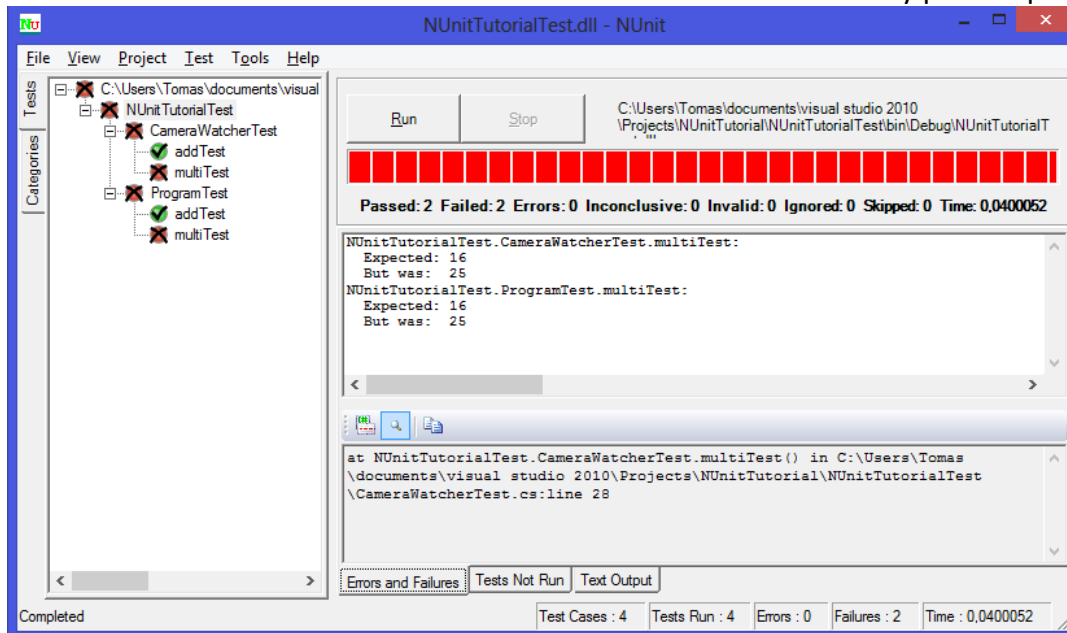 NUnitTutorialTest.dll - NUnit
File View Project Test Tools Help
Tests
Categories
C:\Users\Tomas\documents\visual
NUnitTutorialTest
CameraWatcherTest
addTest
multiTest
ProgramTest
addTest
multiTest
Run
Stop
C:\Users\Tomas\documents\visual studio 2010
\Projects\NUnitTutorial\NUnitTutorialTest\bin\Debug\NUnitTutorialT
Passed: 2 Failed: 2 Errors: 0 Inconclusive: 0 Invalid: 0 Ignored: 0 Skipped: 0 Time: 0,0400052
NUnitTutorialTest.CameraWatcherTest.multiTest:
Expected: 16
But was: 25
NUnitTutorialTest.ProgramTest.multiTest:
Expected: 16
But was: 25
at NUnitTutorialTest.CameraWatcherTest.multiTest() in C:\Users\Tomas
\documents\visual studio 2010\Projects\NUnitTutorial\NUnitTutorialTest
\CameraWatcherTest.cs:line 28
Errors and Failures Tests Not Run Text Output
Completed
Test Cases : 4 Tests Run : 4 Errors : 0 Failures : 2 Time : 0,0400052